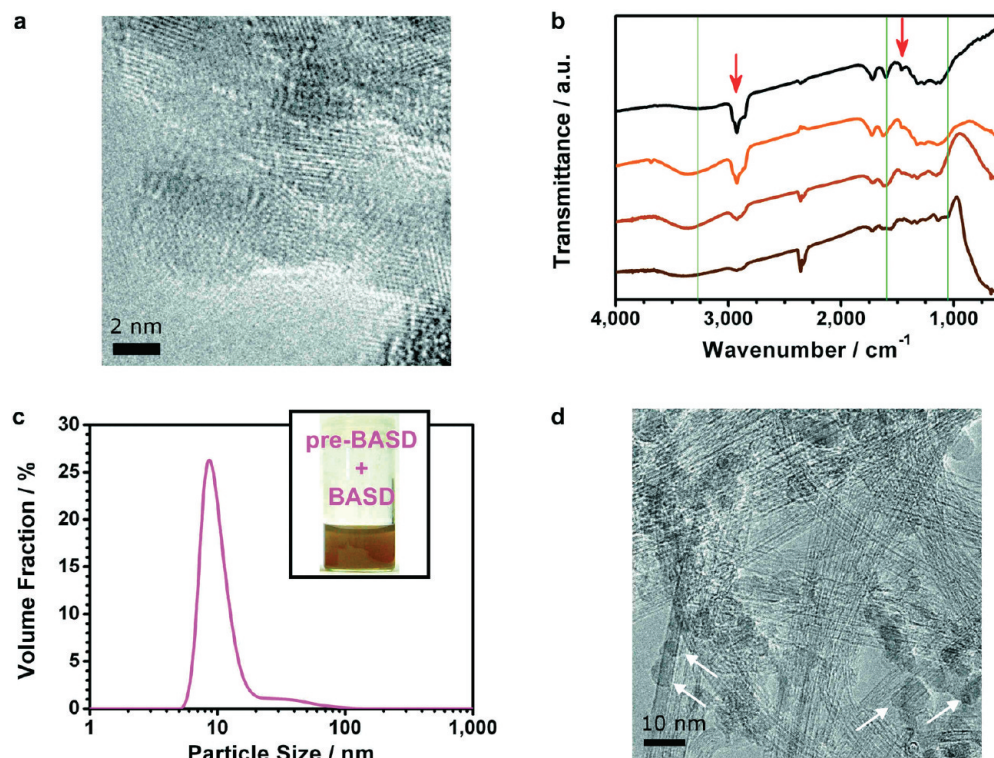 a
2 nm
b
Transmittance / a.u.
4,000
3,000
2,000
1,000
Wavenumber / cm⁻¹
c
30
25
20
15
10
5
0
Volume Fraction / %
pre-BASD
+
BASD
1
10
100
1,000
Particle Size / nm
d
10 nm